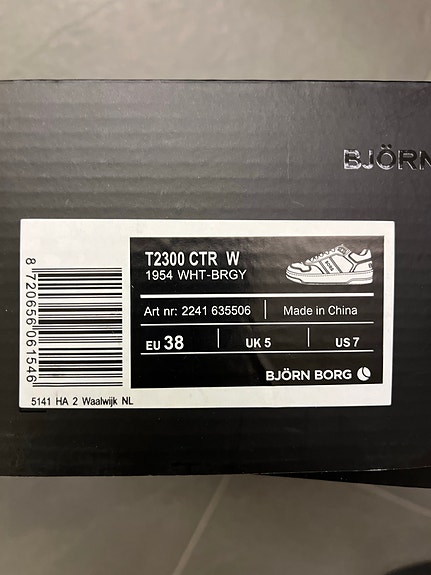 BJÖRN
T2300 CTR W
1954 WHT-BRGY
Art nr: 2241 635506 Made in China
EU 38 UK 5 US 7
BJÖRN BORG
8 720656 061546
5141 HA 2 Waalwijk NL